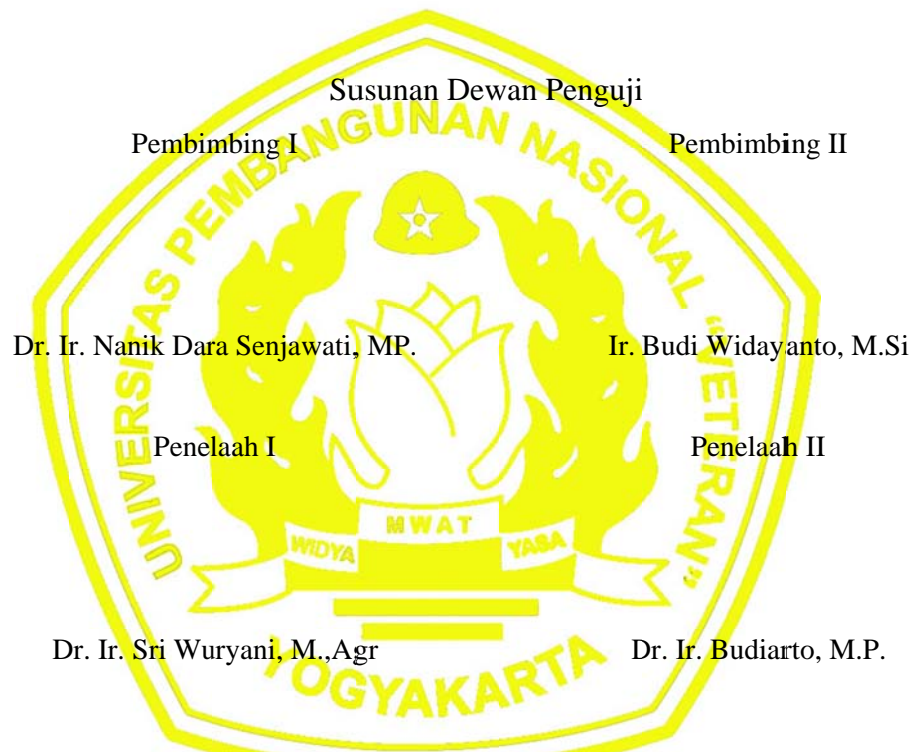 Susunan Dewan Penguji
Pembimbing I Pembimbing II
Dr. Ir. Nanik Dara Senjawati, MP. Ir. Budi Widayanto, M.Si
Penelaah I Penelaah II
Dr. Ir. Sri Wuryani, M.,Agr Dr. Ir. Budiarto, M.P.
UNIVERSITAS PEMBANGUNAN NASIONAL “VETERAN”
WIDYA MWAT YASA
YOGYAKARTA